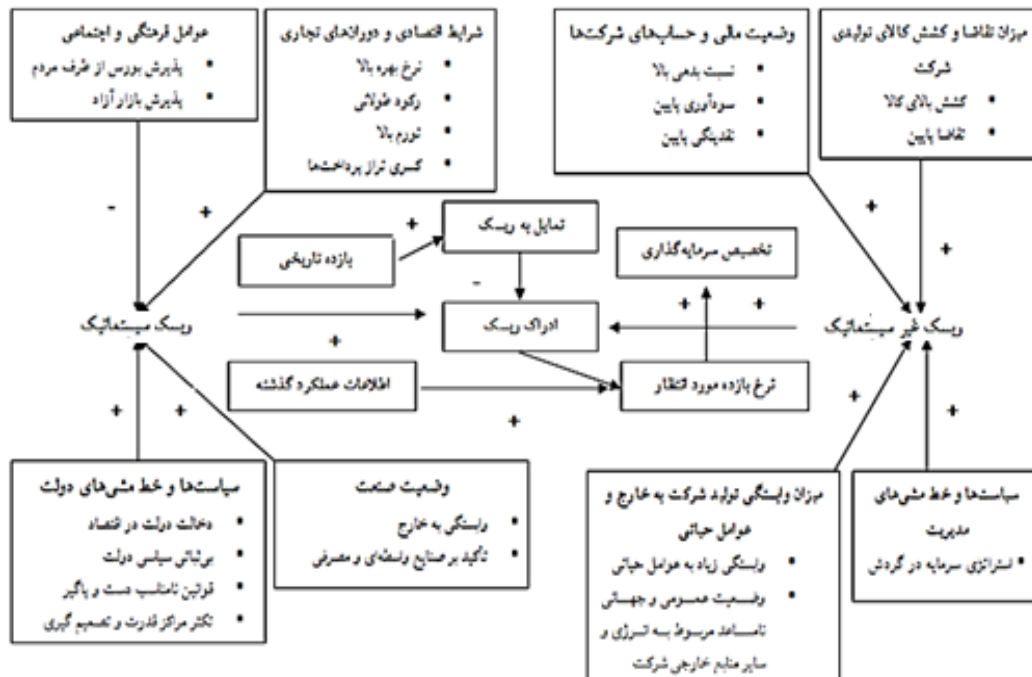 عوامل فرهنگی و اجتماعی
▪ پذیرش بورس از طرف مردم
▪ پذیرش بازار آزاد
شرایط اقتصادی و دوران‌های تجاری
▪ نرخ بهره بالا
▪ رکود طولانی
▪ تورم بالا
▪ کسری تراز پرداخت‌ها
وضعیت مالی و حساب‌های شرکت‌ها
▪ نسبت بدهی بالا
▪ سودآوری پایین
▪ نقدینگی پایین
میزان تقاضا و کشش کالای تولیدی
شرکت
▪ کشش بالای کالا
▪ تقاضا پایین
-
+
+
+
+
تمایل به ریسک
بازده تاریخی
تخصیص سرمایه‌گذاری
-
+
+
ریسک سیستماتیک
ادراک ریسک
ریسک غیر سیستماتیک
+
اطلاعات عملکرد گذشته
نرخ بازده مورد انتظار
+
+
+
+
+
سیاست‌ها و خط مشی‌های دولت
▪ دخالت دولت در اقتصاد
▪ بی‌ثباتی سیاسی دولت
▪ قوانین نامناسب دست و پاگیر
▪ تکثر مراکز قدرت و تصمیم گیری
وضعیت صنعت
▪ وابستگی به خارج
▪ تأکید بر صنایع واسطه‌ای و مصرفی
میزان وابستگی تولید شرکت به خارج و
عوامل حیاتی
▪ وابستگی زیاد به عوامل حیاتی
▪ وضعیت عمومی و جهانی
نامساعد مربوط به انرژی و
سایر منابع خارجی شرکت
سیاست‌ها و خط مشی‌های
مدیریت
▪ استراتژی سرمایه در گردش